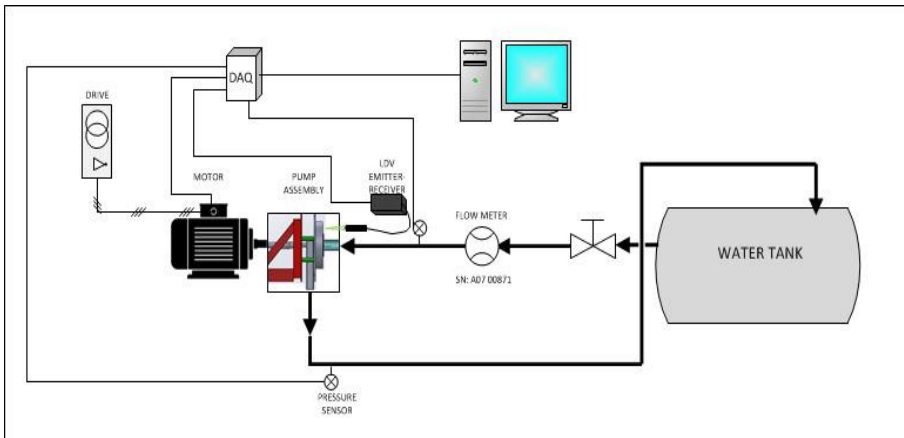 DAQ
DRIVE
MOTOR
PUMP
ASSEMBLY
LDV
EMITTER-
RECEIVER
FLOW METER
SN: A07 00871
WATER TANK
PRESSURE
SENSOR